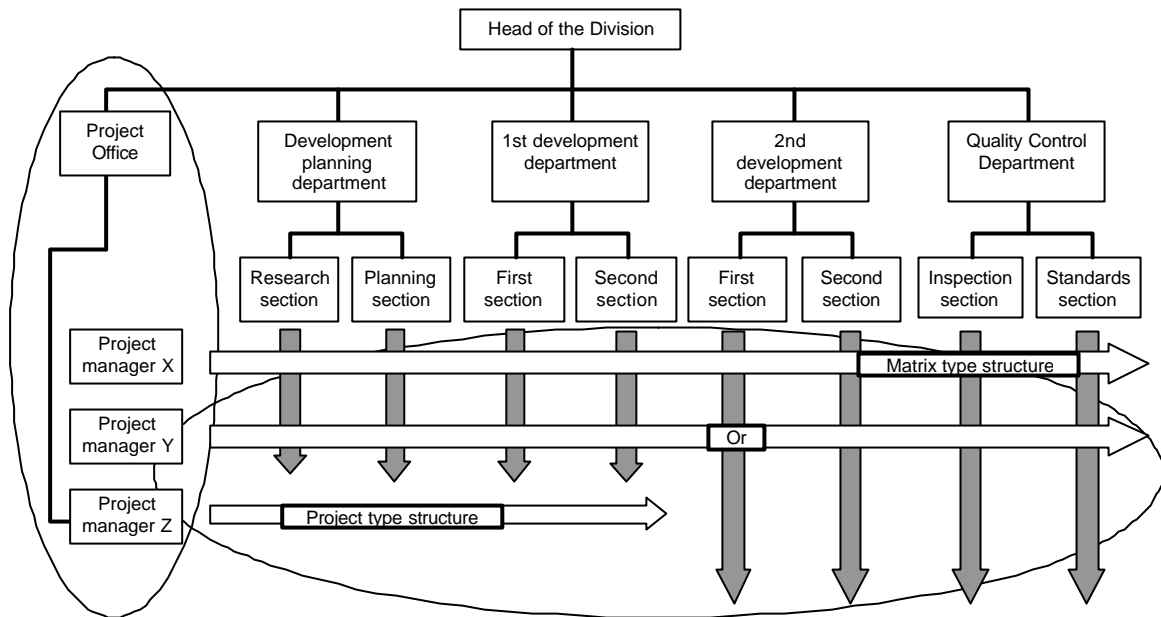 Head of the Division
Project
Office
Development
planning
department
1st development
department
2nd
development
department
Quality Control
Department
Research
section
Planning
section
First
section
Second
section
First
section
Second
section
Inspection
section
Standards
section
Project
manager X
Matrix type structure
Project
manager Y
Or
Project
manager Z
Project type structure